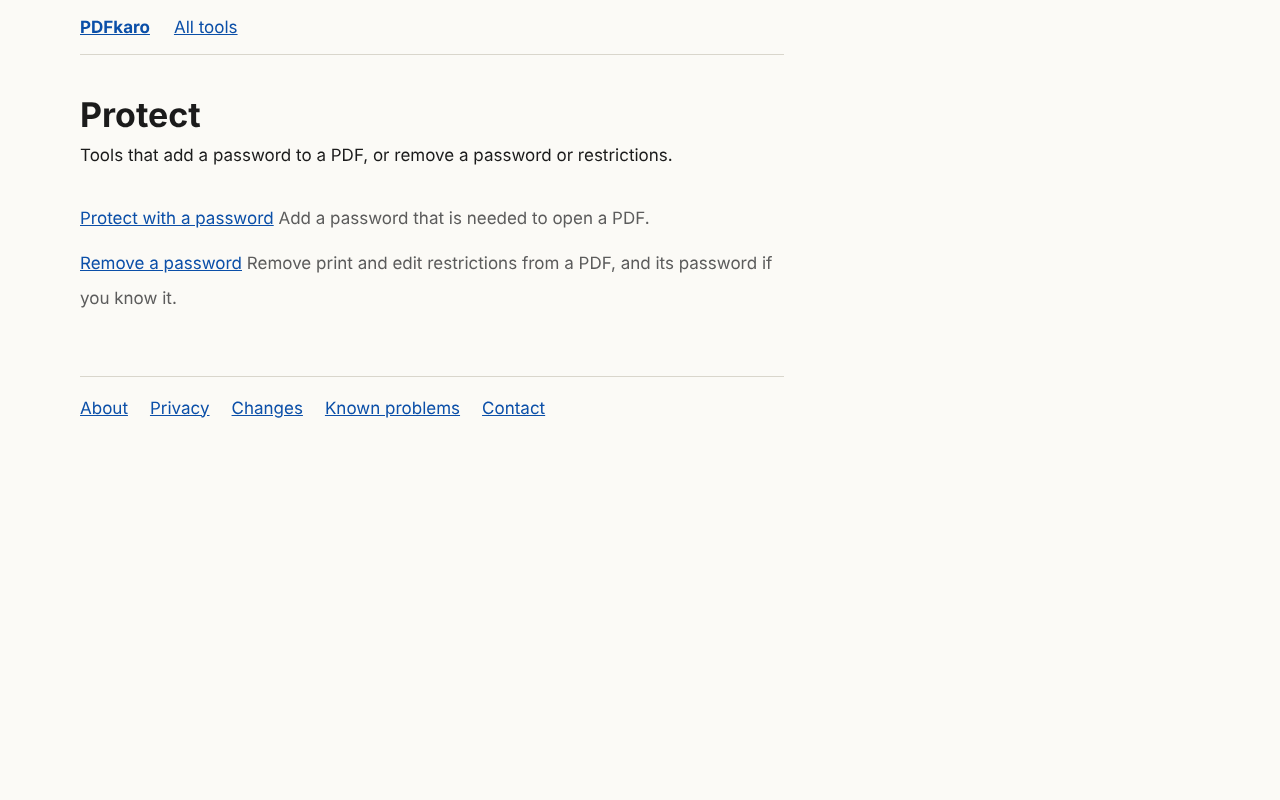 PDFkaro All tools
Protect
Tools that add a password to a PDF, or remove a password or restrictions.
Protect with a password Add a password that is needed to open a PDF.
Remove a password Remove print and edit restrictions from a PDF, and its password if
you know it.
About Privacy Changes Known problems Contact